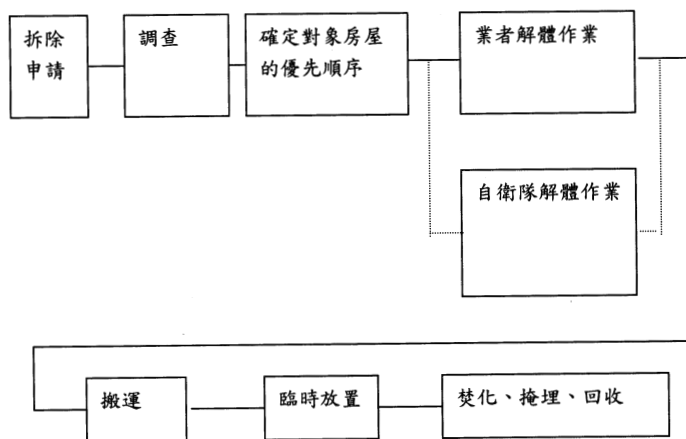 拆除
申請
調查
確定對象房屋
的優先順序
業者解體作業
自衛隊解體作業
搬運
臨時放置
焚化、掩埋、回收